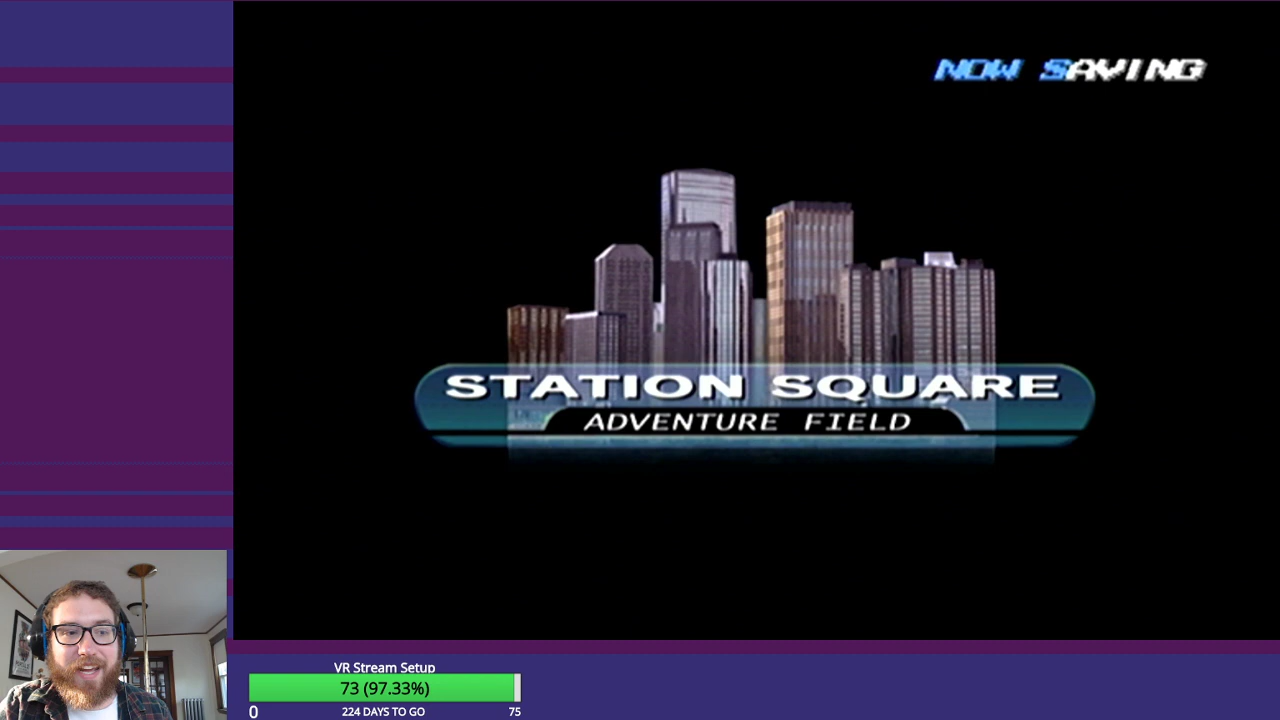 NOW SAVING
STATION SQUARE
ADVENTURE FIELD
VR Stream Setup
73 (97.33%)
0
224 DAYS TO GO
75